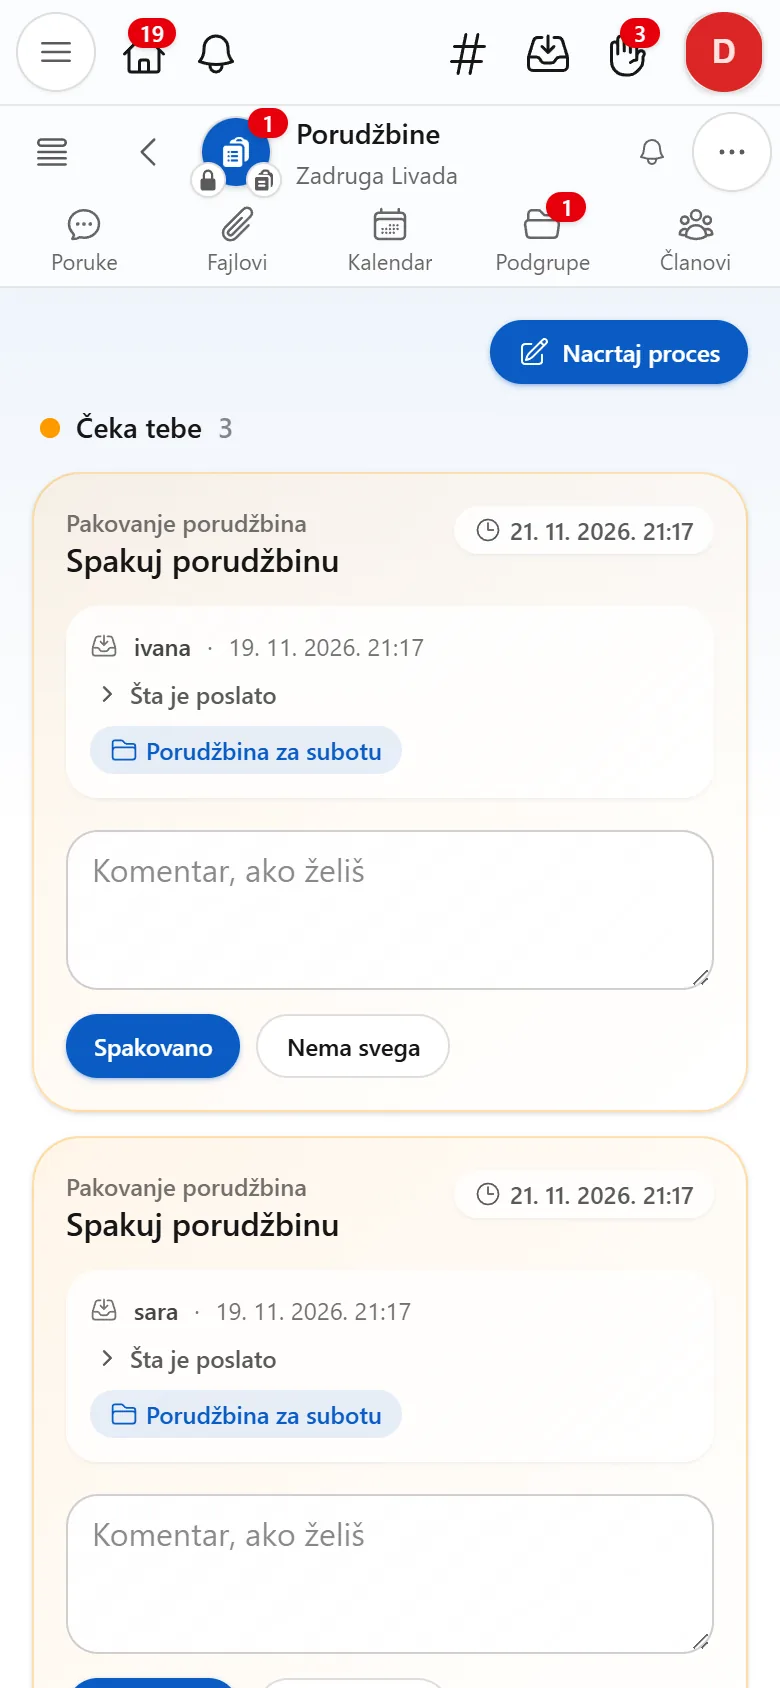 19
3
D
1
Porudžbine
Zadruga Livada
Poruke
Fajlovi
Kalendar
1
Podgrupe
Članovi
Nacrtaj proces
Čeka tebe 3
Pakovanje porudžbina
Spakuj porudžbinu
21. 11. 2026. 21:17
ivana · 19. 11. 2026. 21:17
Šta je poslato
Porudžbina za subotu
Komentar, ako želiš
Spakovano
Nema svega
Pakovanje porudžbina
Spakuj porudžbinu
21. 11. 2026. 21:17
sara · 19. 11. 2026. 21:17
Šta je poslato
Porudžbina za subotu
Komentar, ako želiš